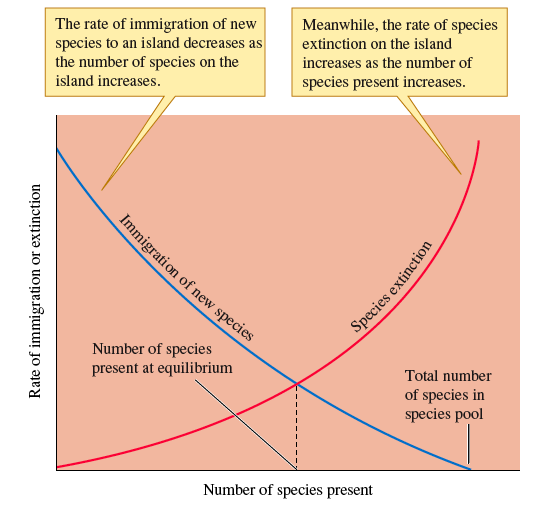 The rate of immigration of new
species to an island decreases as
the number of species on the
island increases.
Meanwhile, the rate of species
extinction on the island
increases as the number of
species present increases.
Rate of immigration or extinction
Immigration of new species
Species extinction
Number of species
present at equilibrium
Total number
of species in
species pool
Number of species present